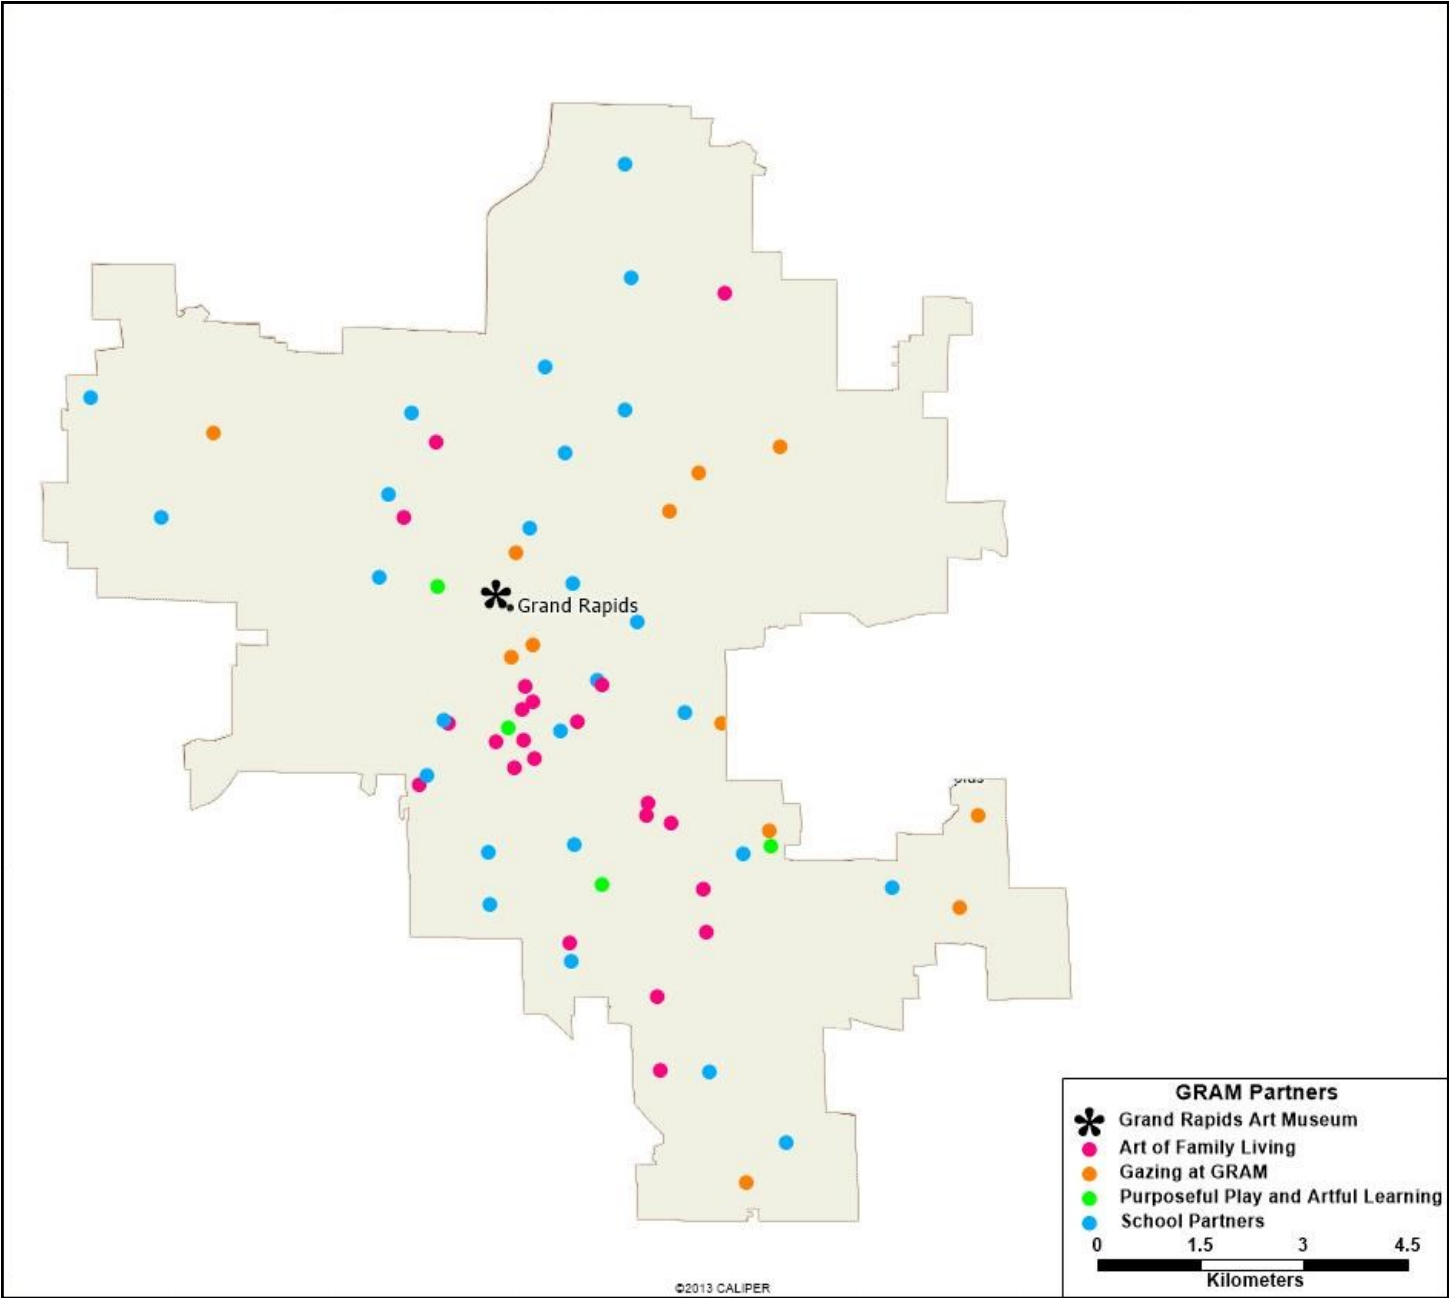 Grand Rapids
GRAM Partners
Grand Rapids Art Museum
Art of Family Living
Gazing at GRAM
Purposeful Play and Artful Learning
School Partners
0 1.5 3 4.5
Kilometers
©2013 CALIPER